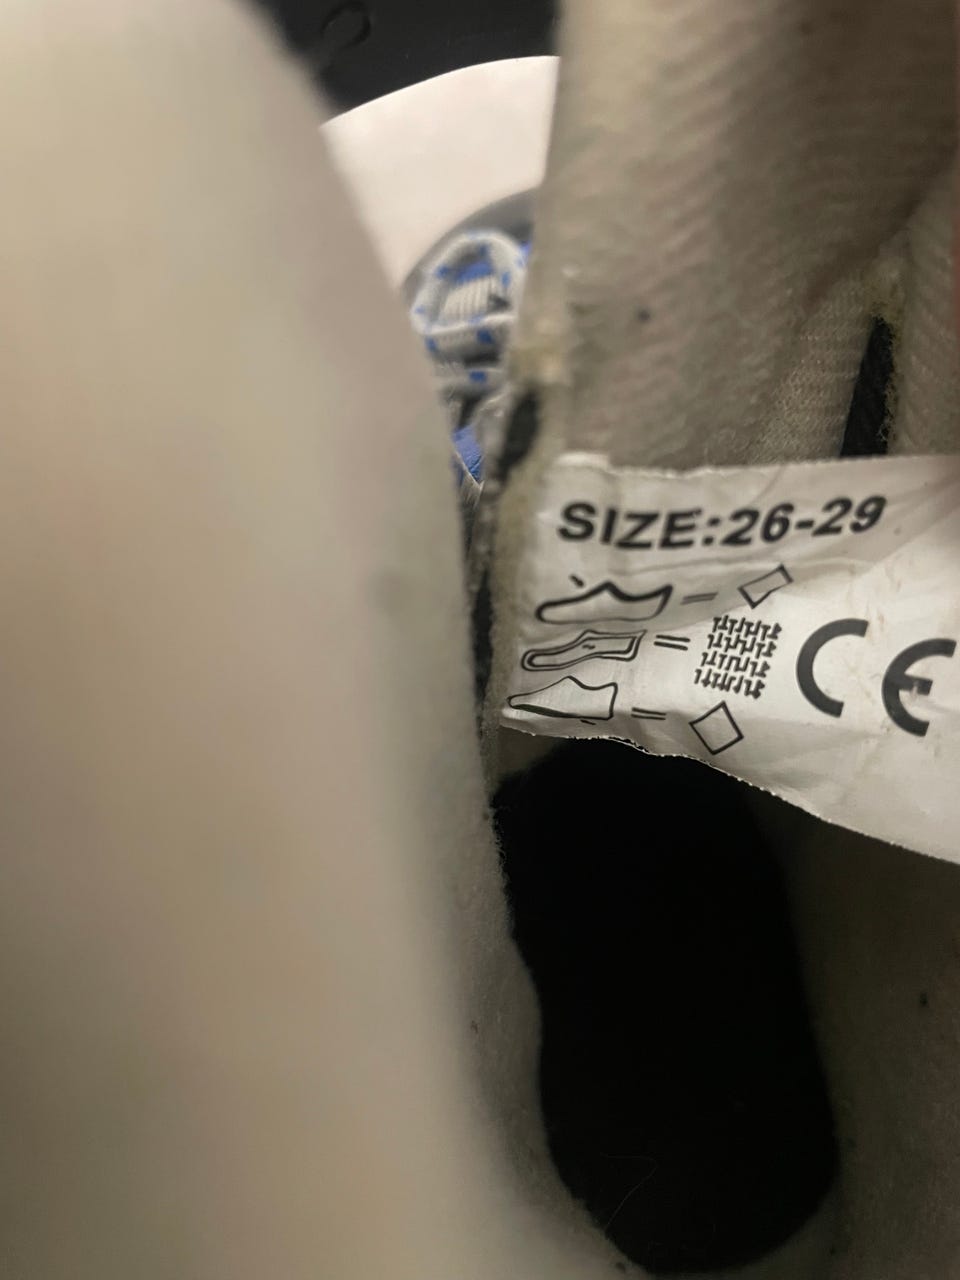 SIZE:26-29
=
=
=
CE